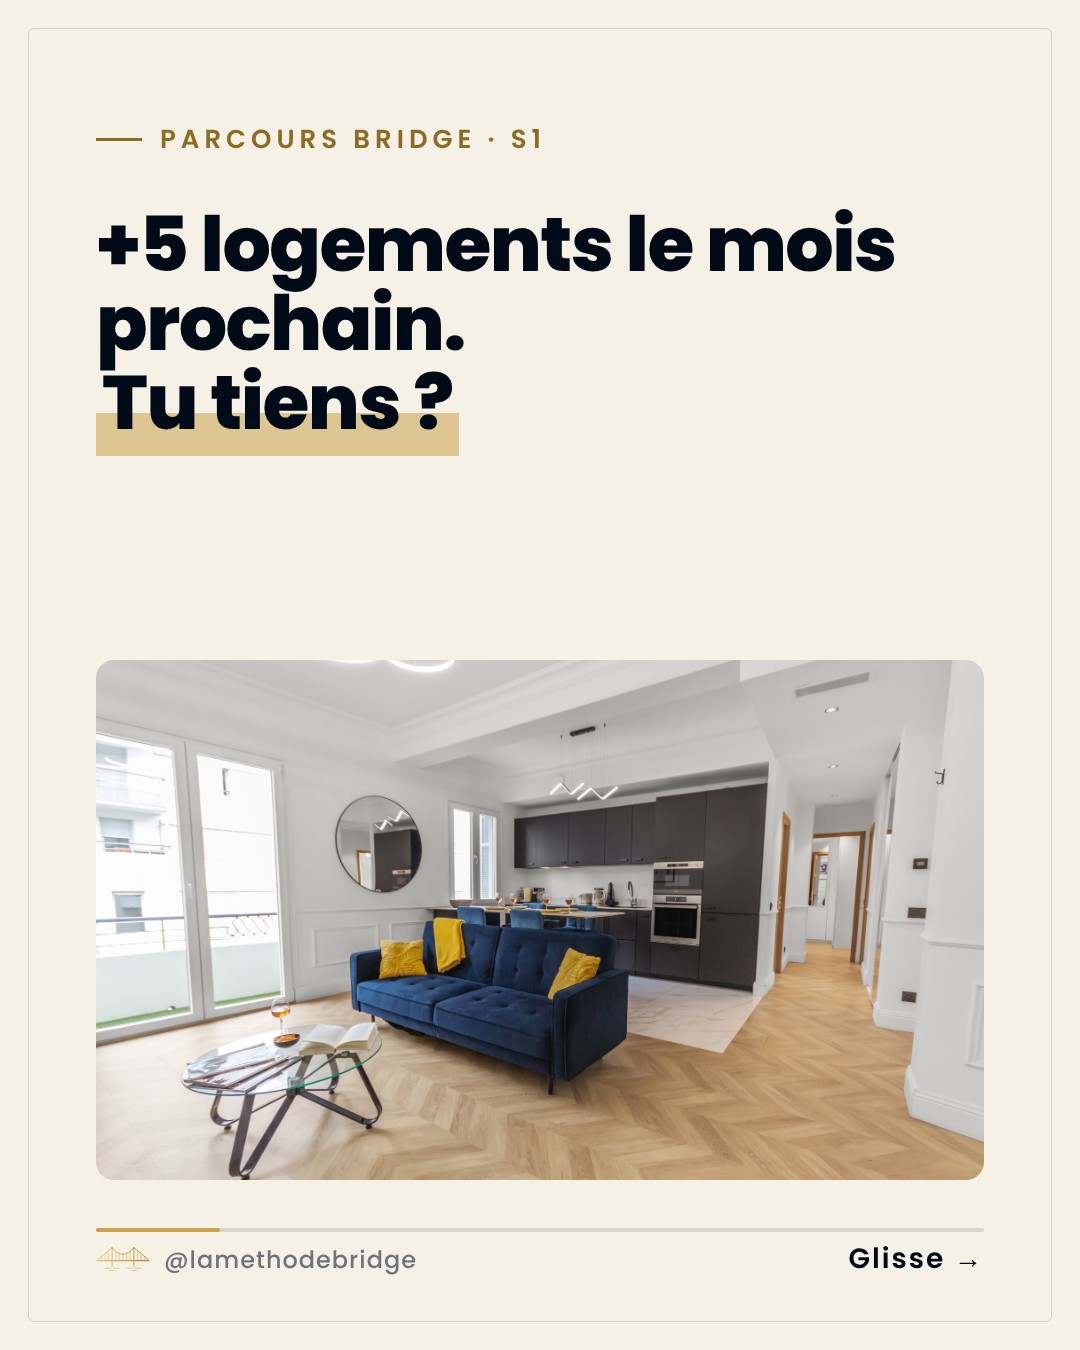 PARCOURS BRIDGE · S1
+5 logements le mois
prochain.
Tu tiens ?
@lamethodebridge
Glisse →